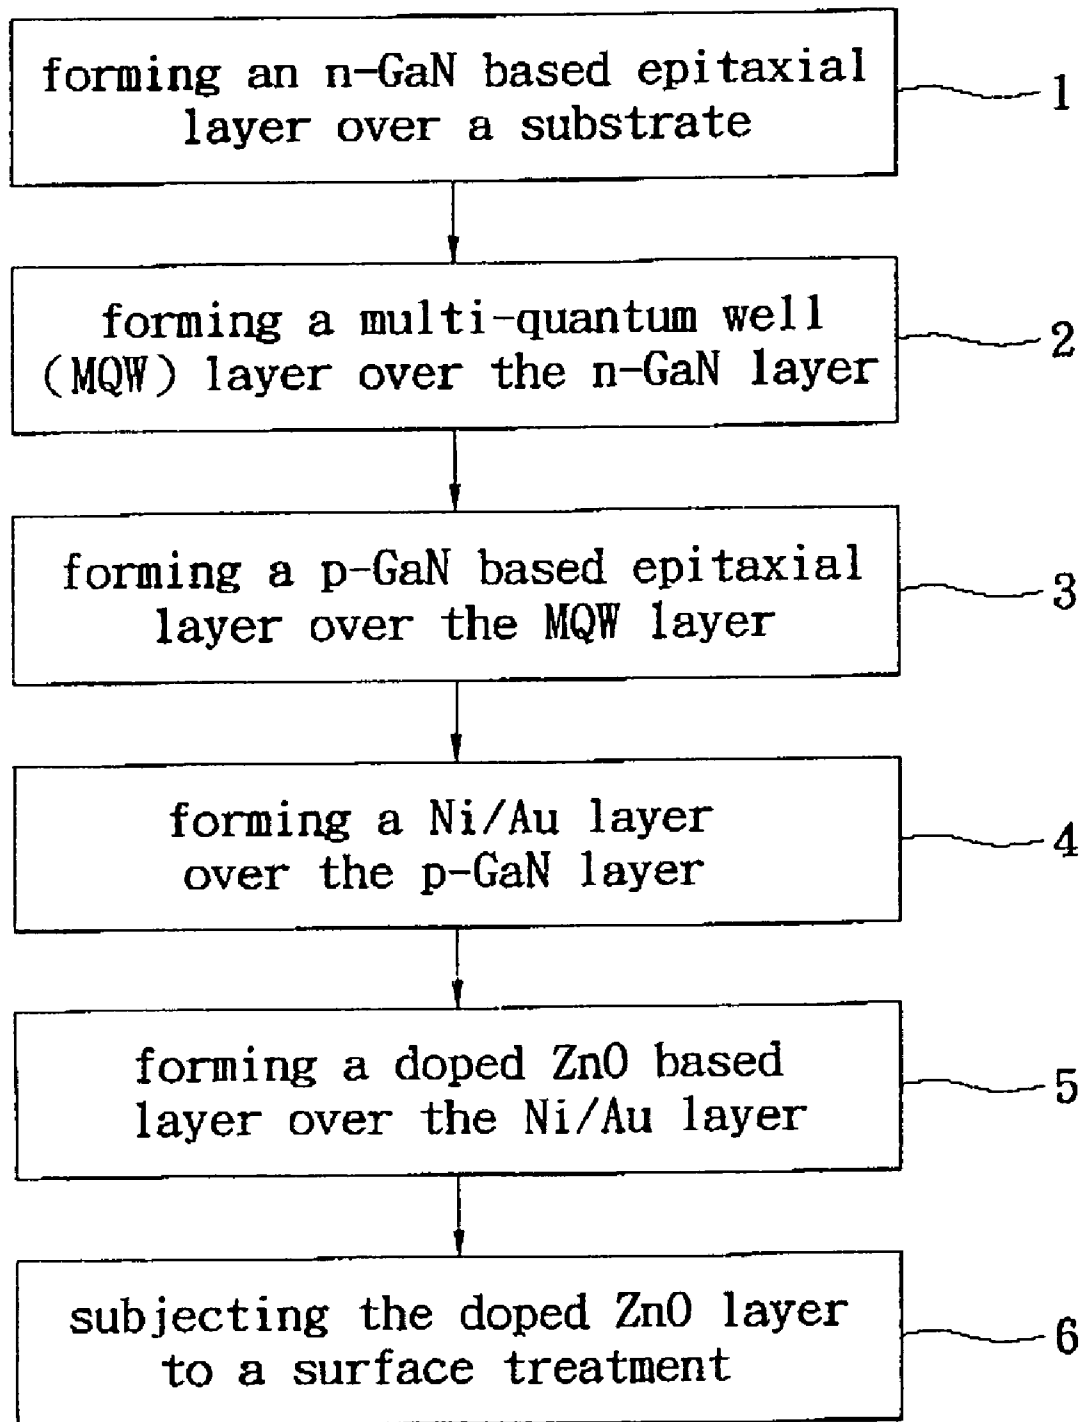 forming an n-GaN based epitaxial
layer over a substrate
1
forming a multi-quantum well
(MQW) layer over the n-GaN layer
2
forming a p-GaN based epitaxial
layer over the MQW layer
3
forming a Ni/Au layer
over the p-GaN layer
4
forming a doped ZnO based
layer over the Ni/Au layer
5
subjecting the doped ZnO layer
to a surface treatment
6